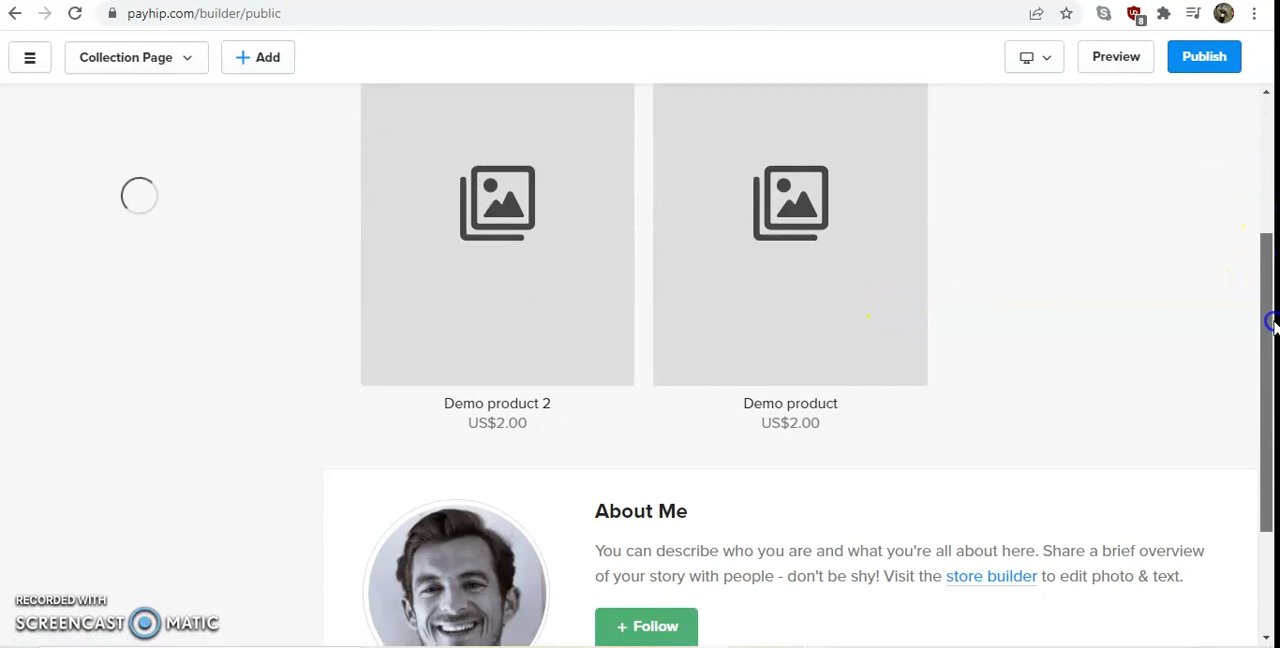 payhip.com/builder/public
8
Collection Page
+ Add
Preview
Publish
Demo product 2
US$2.00
Demo product
US$2.00
About Me
You can describe who you are and what you're all about here. Share a brief overview
of your story with people - don't be shy! Visit the store builder to edit photo & text.
+ Follow
RECORDED WITH
SCREENCAST MATIC